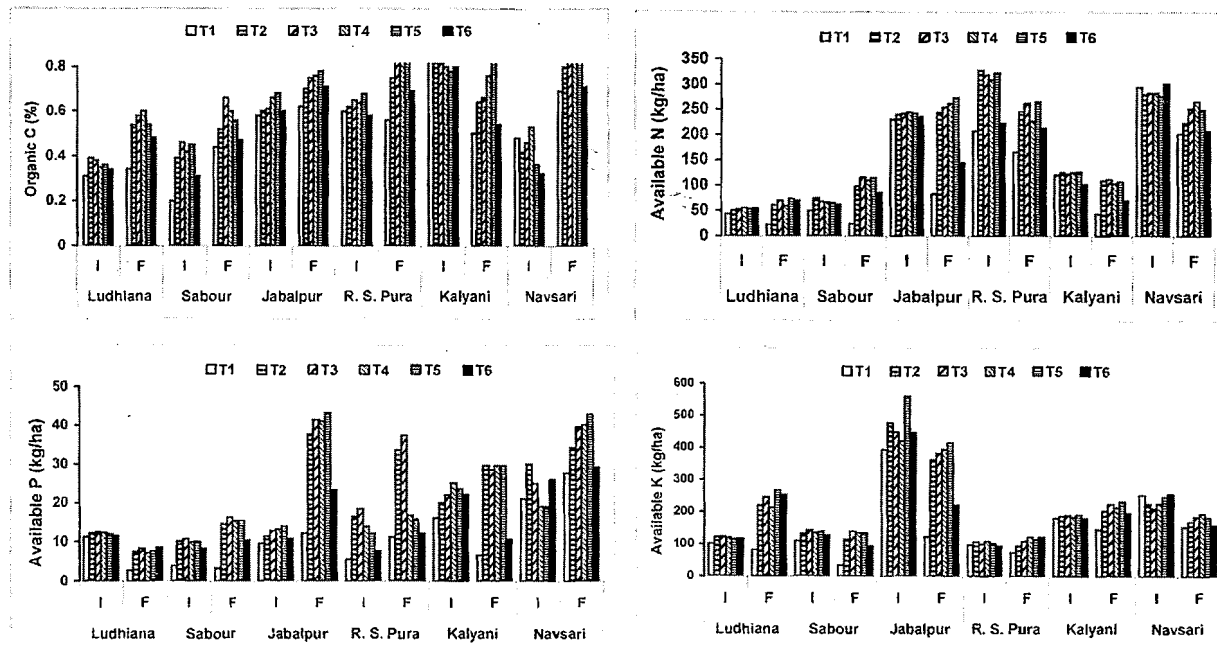 T1 T2 T3 T4 T5 T6
Organic C (%)
0.8
0.6
0.4
0.2
0
I F I F I F I F I F I F
Ludhiana Sabour Jabalpur R. S. Pura Kalyani Navsari
T1 T2 T3 T4 T5 T6
Available N (kg/ha)
350
300
250
200
150
100
50
0
I F I F I F I F I F I F
Ludhiana Sabour Jabalpur R. S. Pura Kalyani Navsari
T1 T2 T3 T4 T5 T6
Available P (kg/ha)
50
40
30
20
10
0
I F I F I F I F I F I F
Ludhiana Sabour Jabalpur R. S. Pura Kalyani Navsari
T1 T2 T3 T4 T5 T6
Available K (kg/ha)
600
500
400
300
200
100
0
I F I F I F I F I F I F
Ludhiana Sabour Jabalpur R. S. Pura Kalyani Navsari